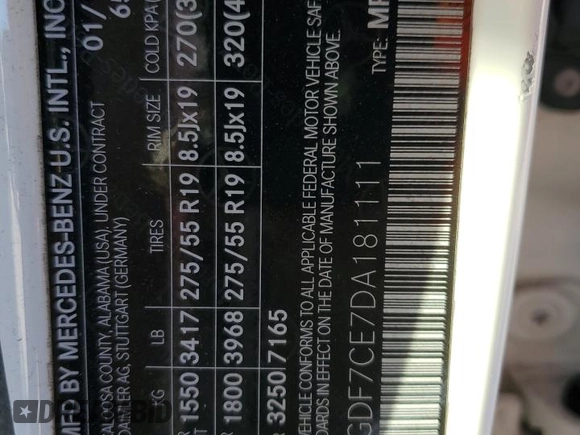 MFD BY MERCEDES-BENZ U.S. INTL., INC
ALOOSA COUNTY, ALABAMA (USA), UNDER CONTRACT 01/
DAIMLER AG, STUTTGART (GERMANY)
KG LB TIRES RIM SIZE COLD KPA(
1550 3417 275/55 R19 8.5Jx19 270(3
1800 3968 275/55 R19 8.5Jx19 320(4
3250 7165
VEHICLE CONFORMS TO ALL APPLICABLE FEDERAL MOTOR VEHICLE SAF
DARDS IN EFFECT ON THE DATE OF MANUFACTURE SHOWN ABOVE.
GDF7CE7DA181111 TYPE: MP